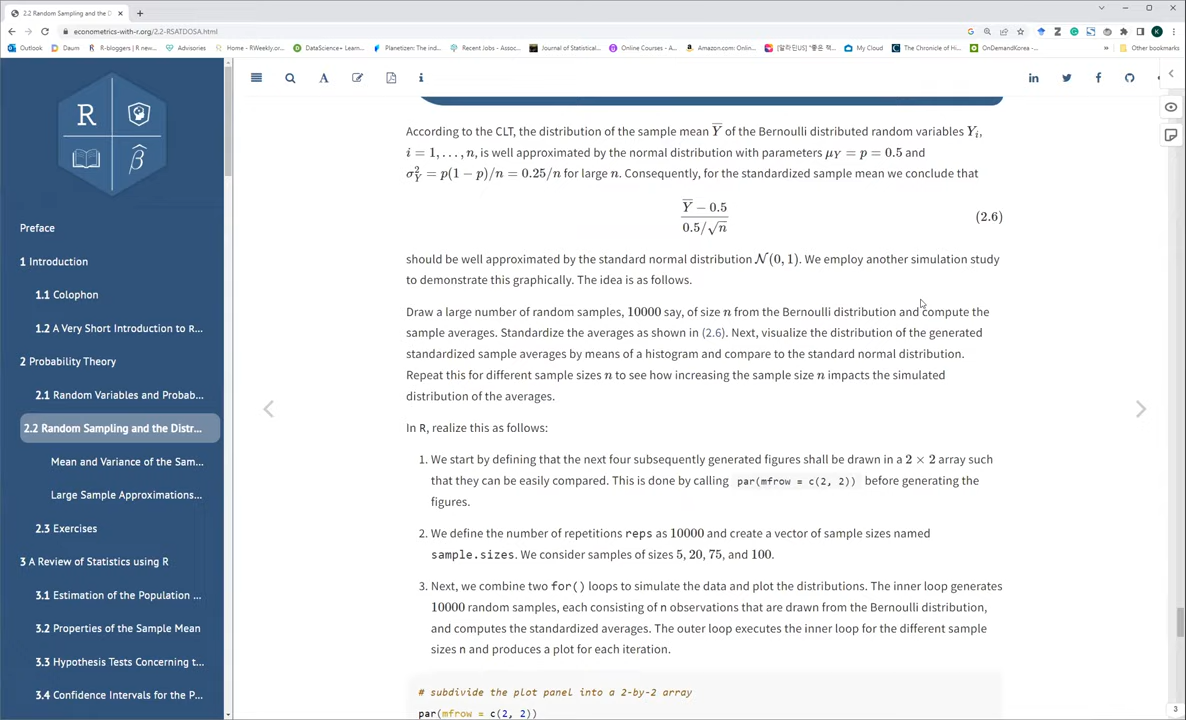 2.2 Random Sampling and the Dist
econometrics-with-r.org/2.2-RSATDOSA.html
Outlook
Daum
R-bloggers | R new...
Advisories
Home - RWeekly.or...
DataScience+ Learn...
Planetizen: The ind...
Recent Jobs - Assoc...
Journal of Statistical...
Online Courses - A...
Amazon.com: Onlin...
[알라딘US] "좋은 책...
My Cloud
The Chronicle of Hi...
OnDemandKorea -...
Other bookmarks
R
β̂
Preface
1 Introduction
1.1 Colophon
1.2 A Very Short Introduction to R...
2 Probability Theory
2.1 Random Variables and Probab...
2.2 Random Sampling and the Distr...
Mean and Variance of the Sam...
Large Sample Approximations...
2.3 Exercises
3 A Review of Statistics using R
3.1 Estimation of the Population ...
3.2 Properties of the Sample Mean
3.3 Hypothesis Tests Concerning t...
3.4 Confidence Intervals for the P...
According to the CLT, the distribution of the sample mean Y̅ of the Bernoulli distributed random variables Yᵢ,
i = 1, . . . , n, is well approximated by the normal distribution with parameters μ_Y = p = 0.5 and
σ²_Y = p(1 − p)/n = 0.25/n for large n. Consequently, for the standardized sample mean we conclude that
Y̅ − 0.5
0.5/√n
(2.6)
should be well approximated by the standard normal distribution 𝒩(0, 1). We employ another simulation study
to demonstrate this graphically. The idea is as follows.
Draw a large number of random samples, 10000 say, of size n from the Bernoulli distribution and compute the
sample averages. Standardize the averages as shown in (2.6). Next, visualize the distribution of the generated
standardized sample averages by means of a histogram and compare to the standard normal distribution.
Repeat this for different sample sizes n to see how increasing the sample size n impacts the simulated
distribution of the averages.
In R, realize this as follows:
1. We start by defining that the next four subsequently generated figures shall be drawn in a 2 × 2 array such
that they can be easily compared. This is done by calling par(mfrow = c(2, 2)) before generating the
figures.
2. We define the number of repetitions reps as 10000 and create a vector of sample sizes named
sample.sizes. We consider samples of sizes 5, 20, 75, and 100.
3. Next, we combine two for() loops to simulate the data and plot the distributions. The inner loop generates
10000 random samples, each consisting of n observations that are drawn from the Bernoulli distribution,
and computes the standardized averages. The outer loop executes the inner loop for the different sample
sizes n and produces a plot for each iteration.
# subdivide the plot panel into a 2-by-2 array
par(mfrow = c(2, 2))
3